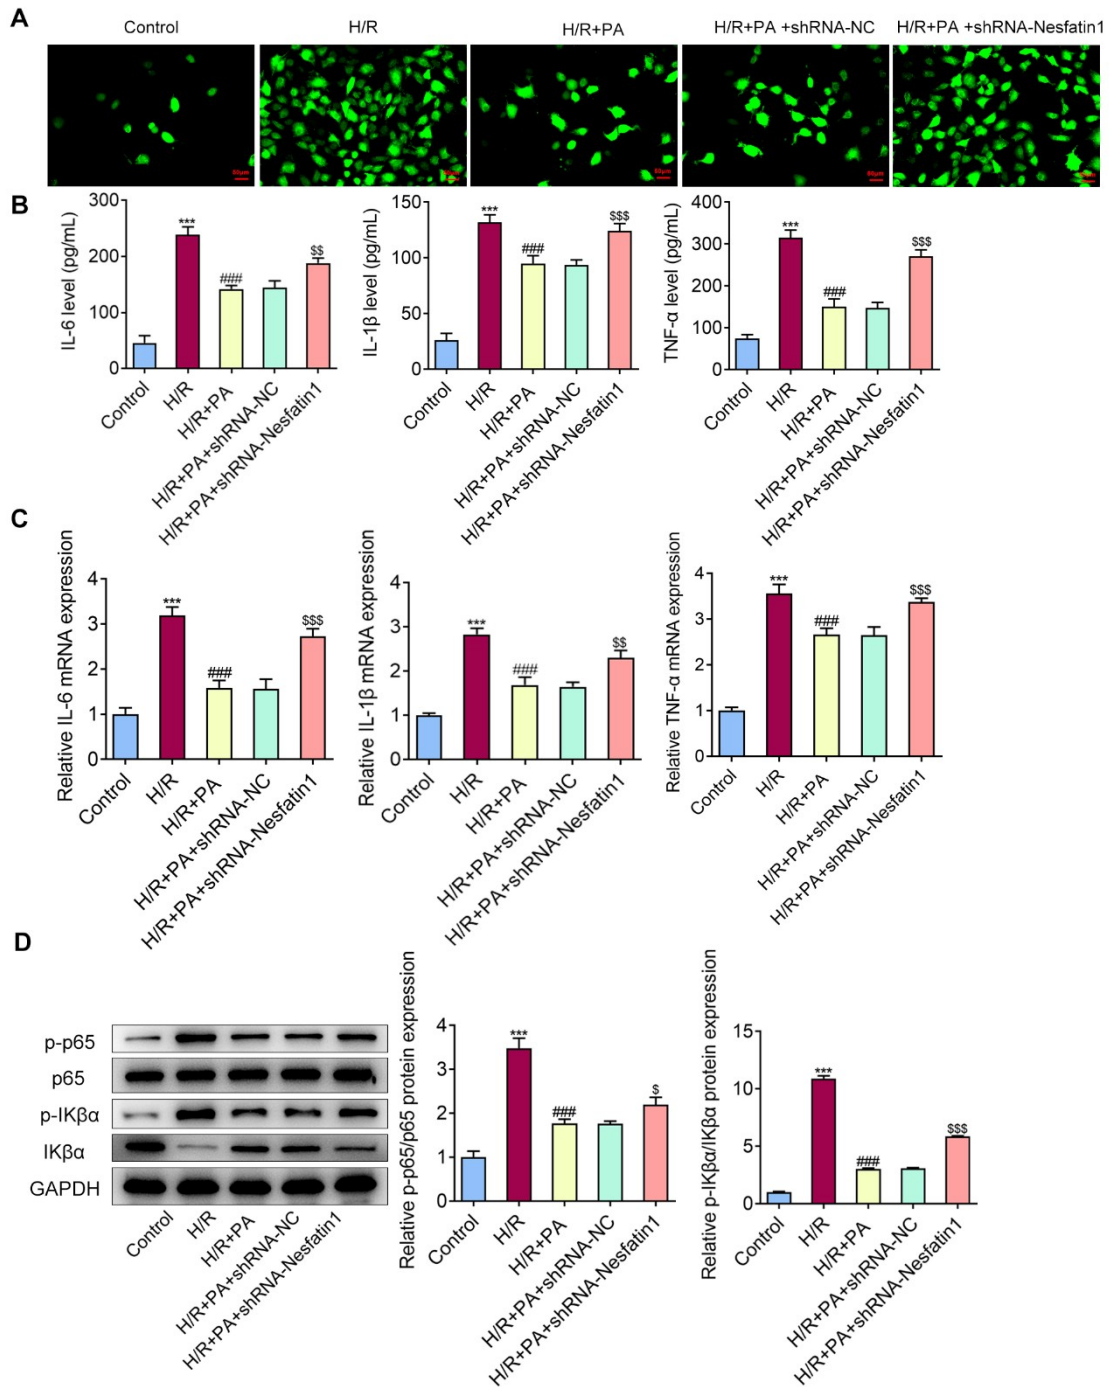 A
Control
H/R
H/R+PA
H/R+PA +shRNA-NC
H/R+PA +shRNA-Nesfatin1
80μm
80μm
80μm
80μm
B
IL-6 level (pg/mL)
300
200
100
0
***
###
$$
Control
H/R
H/R+PA
H/R+PA+shRNA-NC
H/R+PA+shRNA-Nesfatin1
IL-1β level (pg/mL)
150
100
50
0
***
###
$$$
Control
H/R
H/R+PA
H/R+PA+shRNA-NC
H/R+PA+shRNA-Nesfatin1
TNF-α level (pg/mL)
400
300
200
100
0
***
###
$$$
Control
H/R
H/R+PA
H/R+PA+shRNA-NC
H/R+PA+shRNA-Nesfatin1
C
Relative IL-6 mRNA expression
4
3
2
1
0
***
###
$$$
Control
H/R
H/R+PA
H/R+PA+shRNA-NC
H/R+PA+shRNA-Nesfatin1
Relative IL-1β mRNA expression
4
3
2
1
0
***
###
$$
Control
H/R
H/R+PA
H/R+PA+shRNA-NC
H/R+PA+shRNA-Nesfatin1
Relative TNF-α mRNA expression
4
3
2
1
0
***
###
$$$
Control
H/R
H/R+PA
H/R+PA+shRNA-NC
H/R+PA+shRNA-Nesfatin1
D
p-p65
p65
p-IKβα
IKβα
GAPDH
Control
H/R
H/R+PA
H/R+PA+shRNA-NC
H/R+PA+shRNA-Nesfatin1
Relative p-p65/p65 protein expression
4
3
2
1
0
***
###
$
Control
H/R
H/R+PA
H/R+PA+shRNA-NC
H/R+PA+shRNA-Nesfatin1
Relative p-IKβα/IKβα protein expression
15
10
5
0
***
###
$$$
Control
H/R
H/R+PA
H/R+PA+shRNA-NC
H/R+PA+shRNA-Nesfatin1